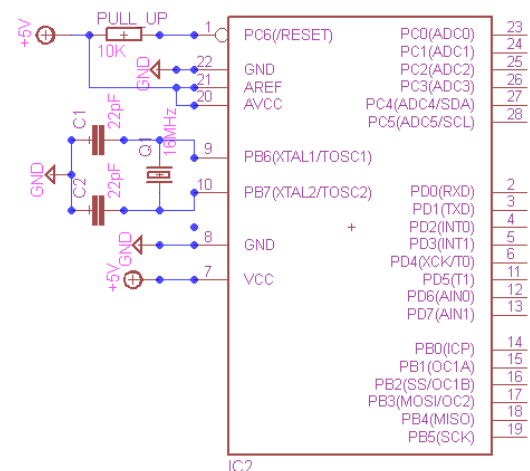 PULL_UP
+5V
10K
1
PC6(/RESET)
GND
22
GND
21
AREF
20
AVCC
C1
22pF
Q1
16MHz
9
PB6(XTAL1/TOSC1)
GND
C2
22pF
10
PB7(XTAL2/TOSC2)
GND
8
GND
+5V
7
VCC
PC0(ADC0)
23
PC1(ADC1)
24
PC2(ADC2)
25
PC3(ADC3)
26
PC4(ADC4/SDA)
27
PC5(ADC5/SCL)
28
PD0(RXD)
2
PD1(TXD)
3
PD2(INT0)
4
PD3(INT1)
5
PD4(XCK/T0)
6
PD5(T1)
11
PD6(AIN0)
12
PD7(AIN1)
13
PB0(ICP)
14
PB1(OC1A)
15
PB2(SS/OC1B)
16
PB3(MOSI/OC2)
17
PB4(MISO)
18
PB5(SCK)
19
IC2